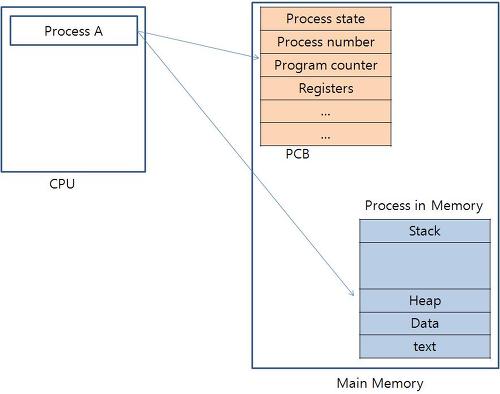 Process A
CPU
Process state
Process number
Program counter
Registers
...
...
PCB
Process in Memory
Stack
Heap
Data
text
Main Memory